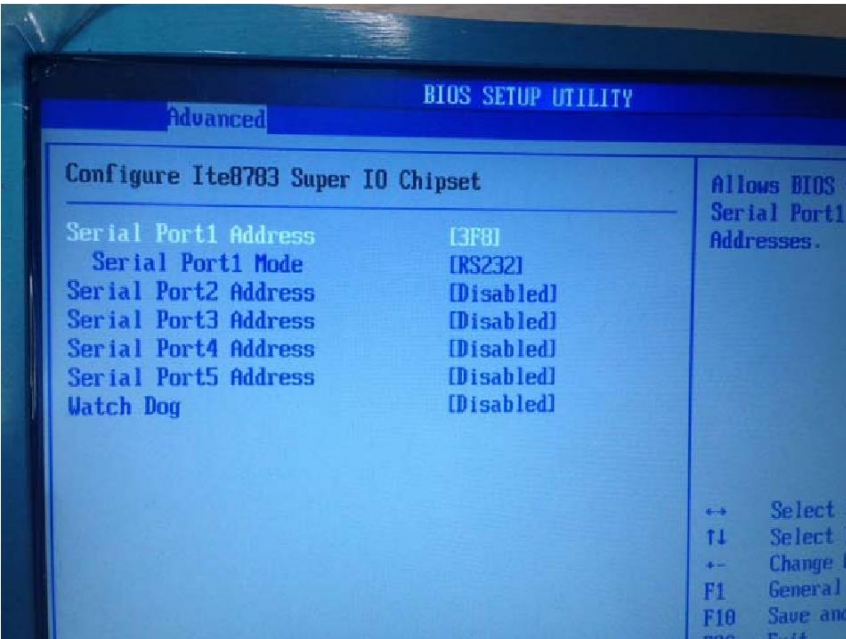 BIOS SETUP UTILITY
Advanced
Configure Ite8783 Super IO Chipset
Serial Port1 Address [3F8]
Serial Port1 Mode [RS232]
Serial Port2 Address [Disabled]
Serial Port3 Address [Disabled]
Serial Port4 Address [Disabled]
Serial Port5 Address [Disabled]
Watch Dog [Disabled]
Allows BIOS
Serial Port1
Addresses.
↔ Select
↑↓ Select
+- Change
F1 General
F10 Save and